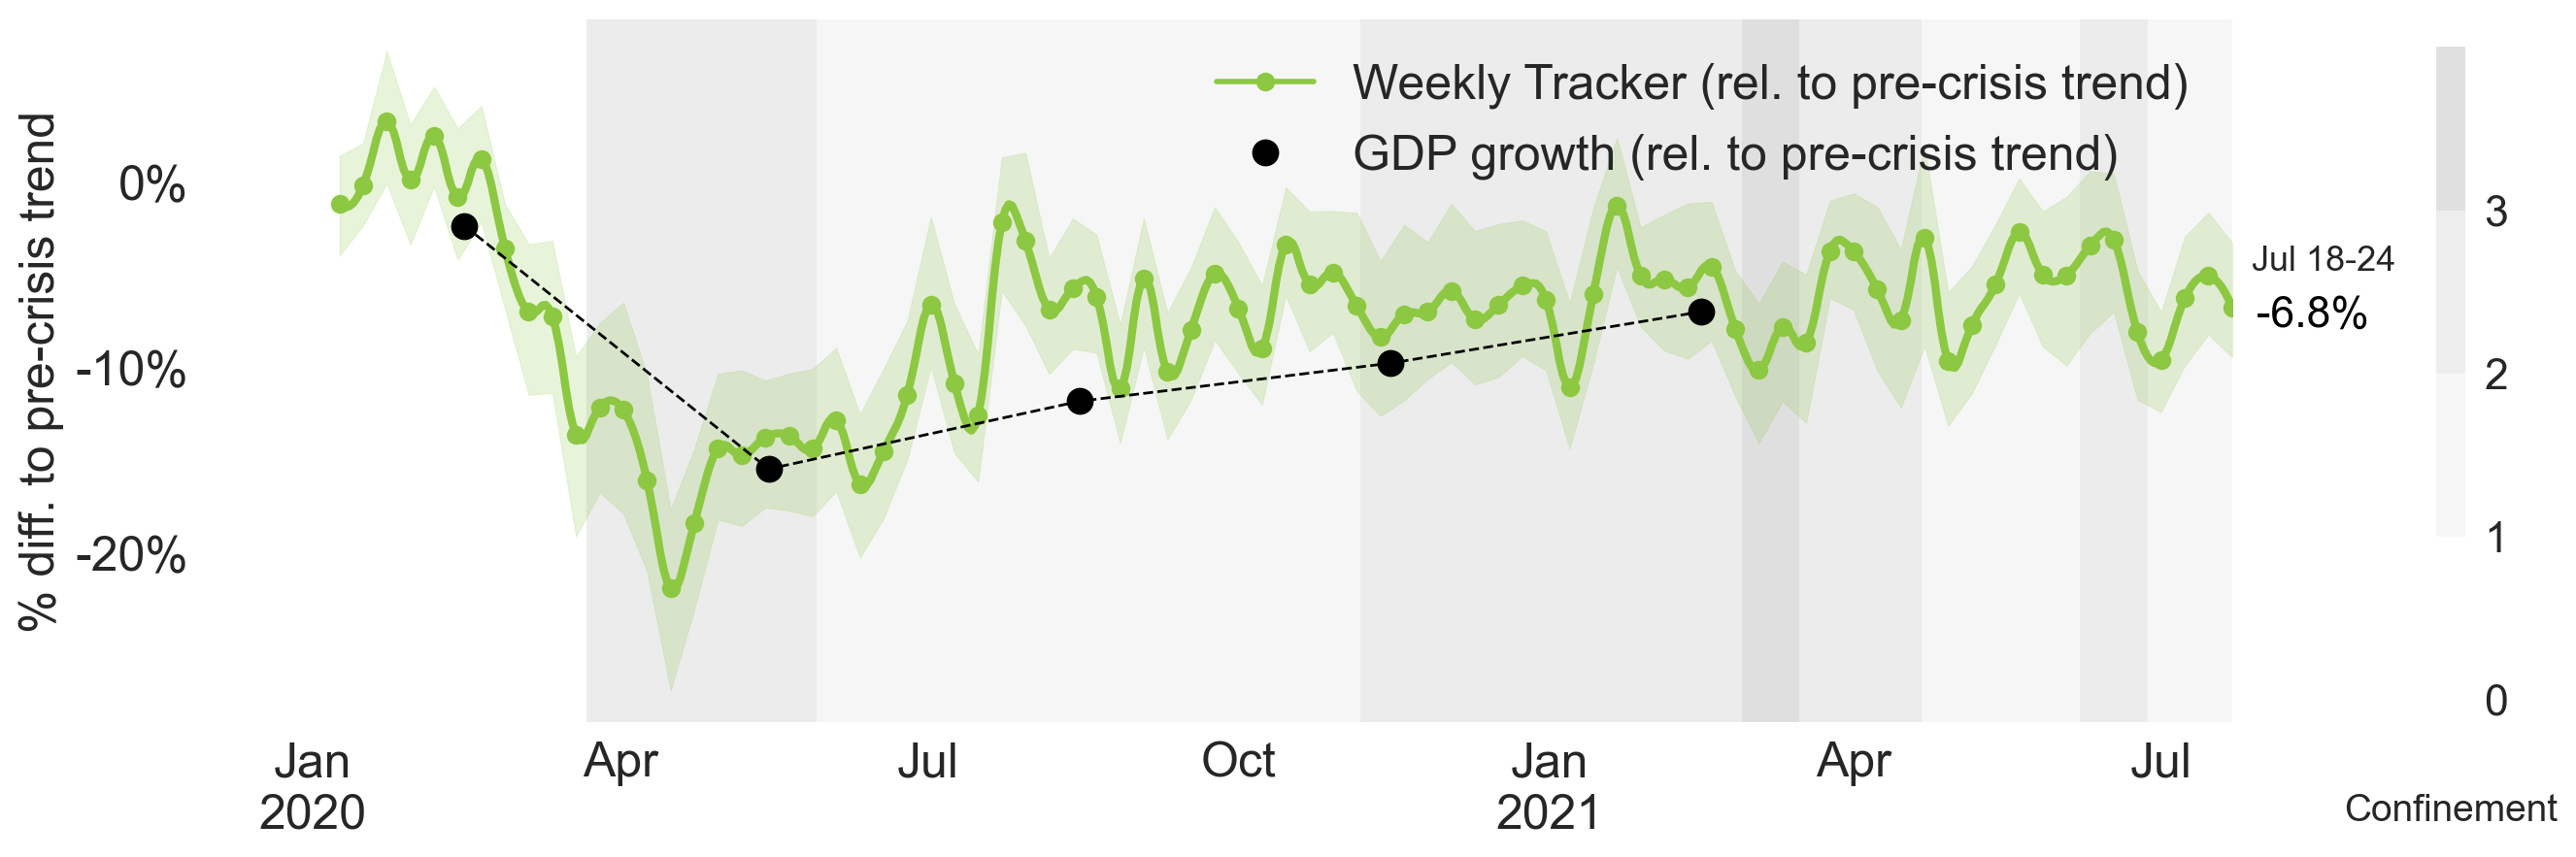 Weekly Tracker (rel. to pre-crisis trend)
GDP growth (rel. to pre-crisis trend)
% diff. to pre-crisis trend
0%
-10%
-20%
Jul 18-24
-6.8%
3
2
1
0
Jan Apr Jul Oct Jan Apr Jul
2020 2021
Confinement